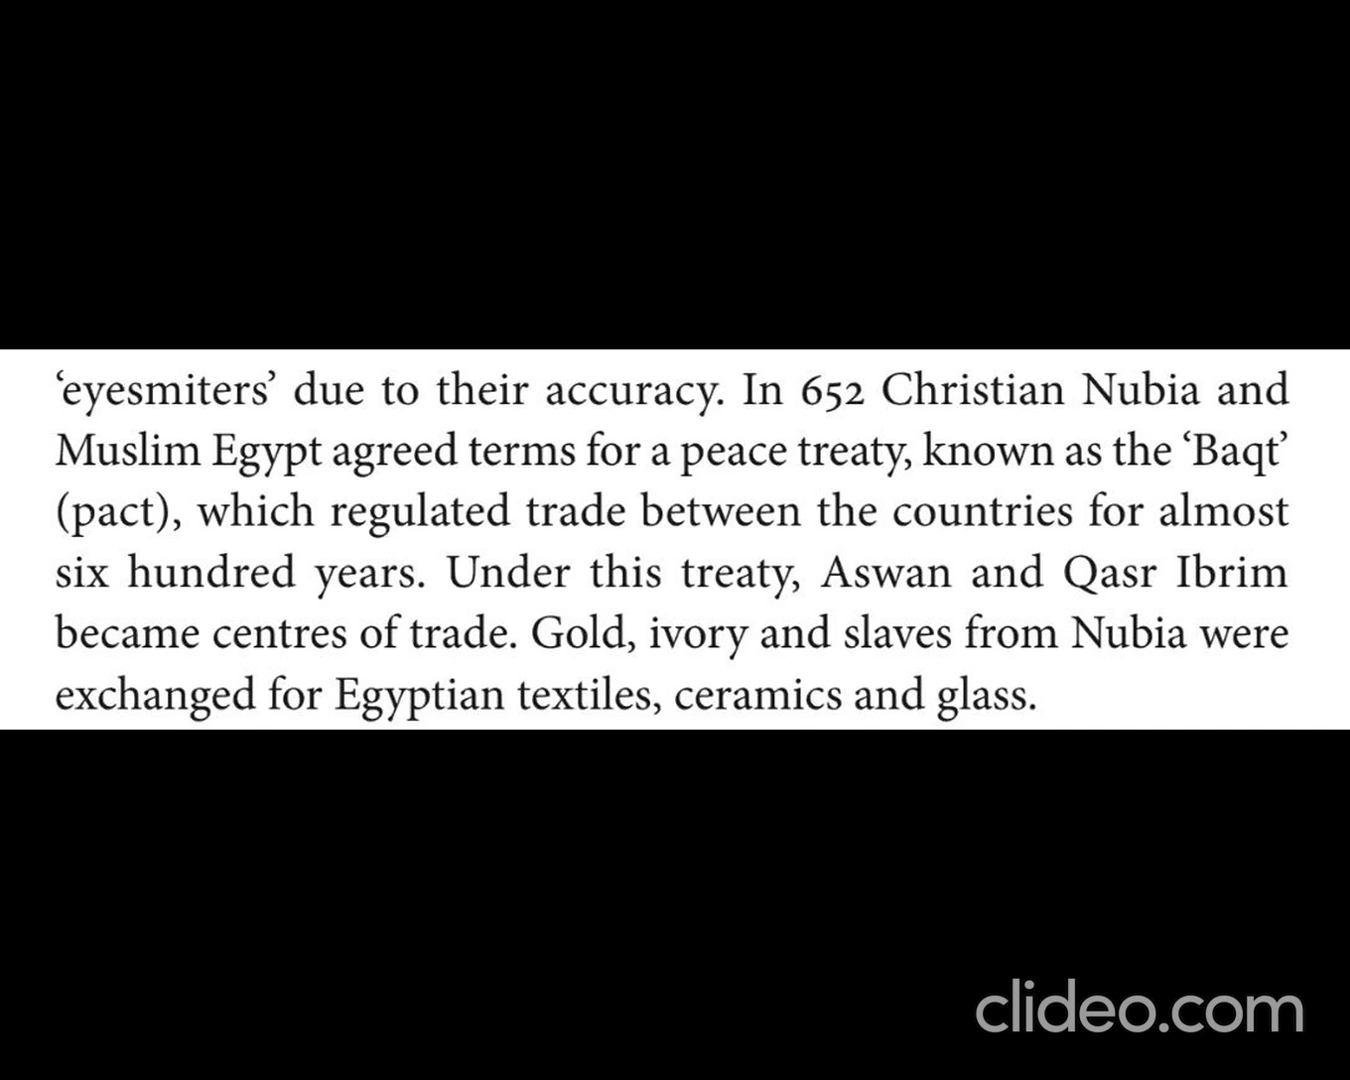 ‘eyesmiters’ due to their accuracy. In 652 Christian Nubia and
Muslim Egypt agreed terms for a peace treaty, known as the ‘Baqt’
(pact), which regulated trade between the countries for almost
six hundred years. Under this treaty, Aswan and Qasr Ibrim
became centres of trade. Gold, ivory and slaves from Nubia were
exchanged for Egyptian textiles, ceramics and glass.
clideo.com